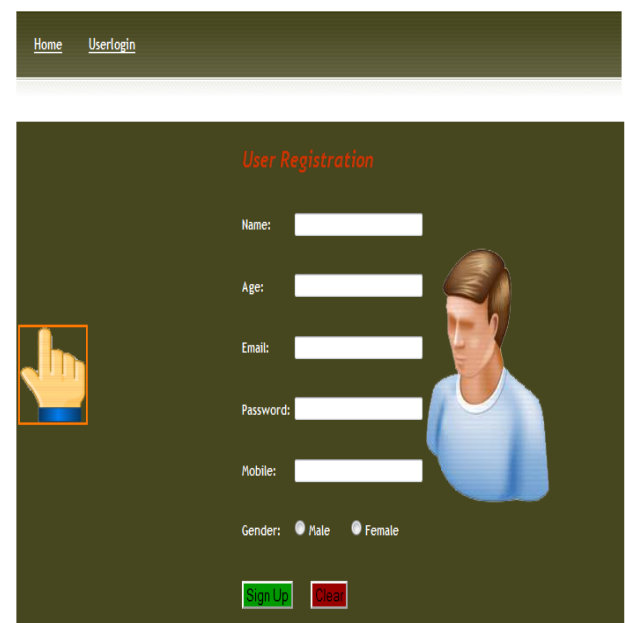 Home Userlogin
User Registration
Name:
Age:
Email:
Password:
Mobile:
Gender: Male Female
Sign Up Clear